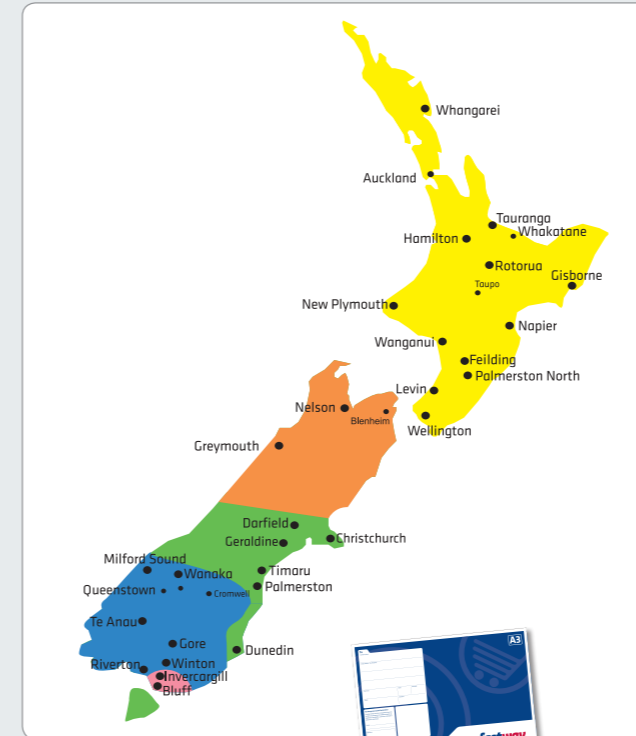 Whangarei
Auckland
Tauranga
Whakatane
Hamilton
Rotorua
Gisborne
Taupo
New Plymouth
Napier
Wanganui
Feilding
Palmerston North
Levin
Nelson
Blenheim
Wellington
Greymouth
Darfield
Christchurch
Geraldine
Milford Sound
Wanaka
Timaru
Queenstown
Cromwell
Palmerston
Te Anau
Gore
Dunedin
Riverton
Winton
Invercargill
Bluff
A3